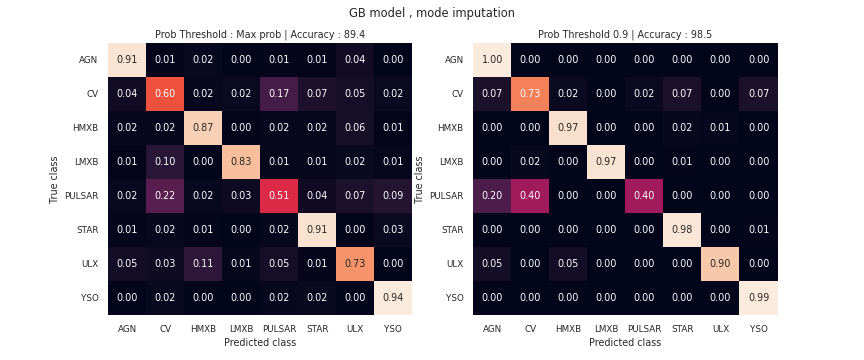 GB model , mode imputation
Prob Threshold : Max prob | Accuracy : 89.4
True class
AGN 0.91 0.01 0.02 0.00 0.01 0.01 0.04 0.00
CV 0.04 0.60 0.02 0.02 0.17 0.07 0.05 0.02
HMXB 0.02 0.02 0.87 0.00 0.02 0.02 0.06 0.01
LMXB 0.01 0.10 0.00 0.83 0.01 0.01 0.02 0.01
PULSAR 0.02 0.22 0.02 0.03 0.51 0.04 0.07 0.09
STAR 0.01 0.02 0.01 0.00 0.02 0.91 0.00 0.03
ULX 0.05 0.03 0.11 0.01 0.05 0.01 0.73 0.00
YSO 0.00 0.02 0.00 0.00 0.02 0.02 0.00 0.94
AGN CV HMXB LMXB PULSAR STAR ULX YSO
Predicted class
Prob Threshold 0.9 | Accuracy : 98.5
True class
AGN 1.00 0.00 0.00 0.00 0.00 0.00 0.00 0.00
CV 0.07 0.73 0.02 0.00 0.02 0.07 0.00 0.07
HMXB 0.00 0.00 0.97 0.00 0.00 0.02 0.01 0.00
LMXB 0.00 0.02 0.00 0.97 0.00 0.01 0.00 0.00
PULSAR 0.20 0.40 0.00 0.00 0.40 0.00 0.00 0.00
STAR 0.00 0.00 0.00 0.00 0.00 0.98 0.00 0.01
ULX 0.05 0.00 0.05 0.00 0.00 0.00 0.90 0.00
YSO 0.00 0.00 0.00 0.00 0.00 0.00 0.00 0.99
AGN CV HMXB LMXB PULSAR STAR ULX YSO
Predicted class